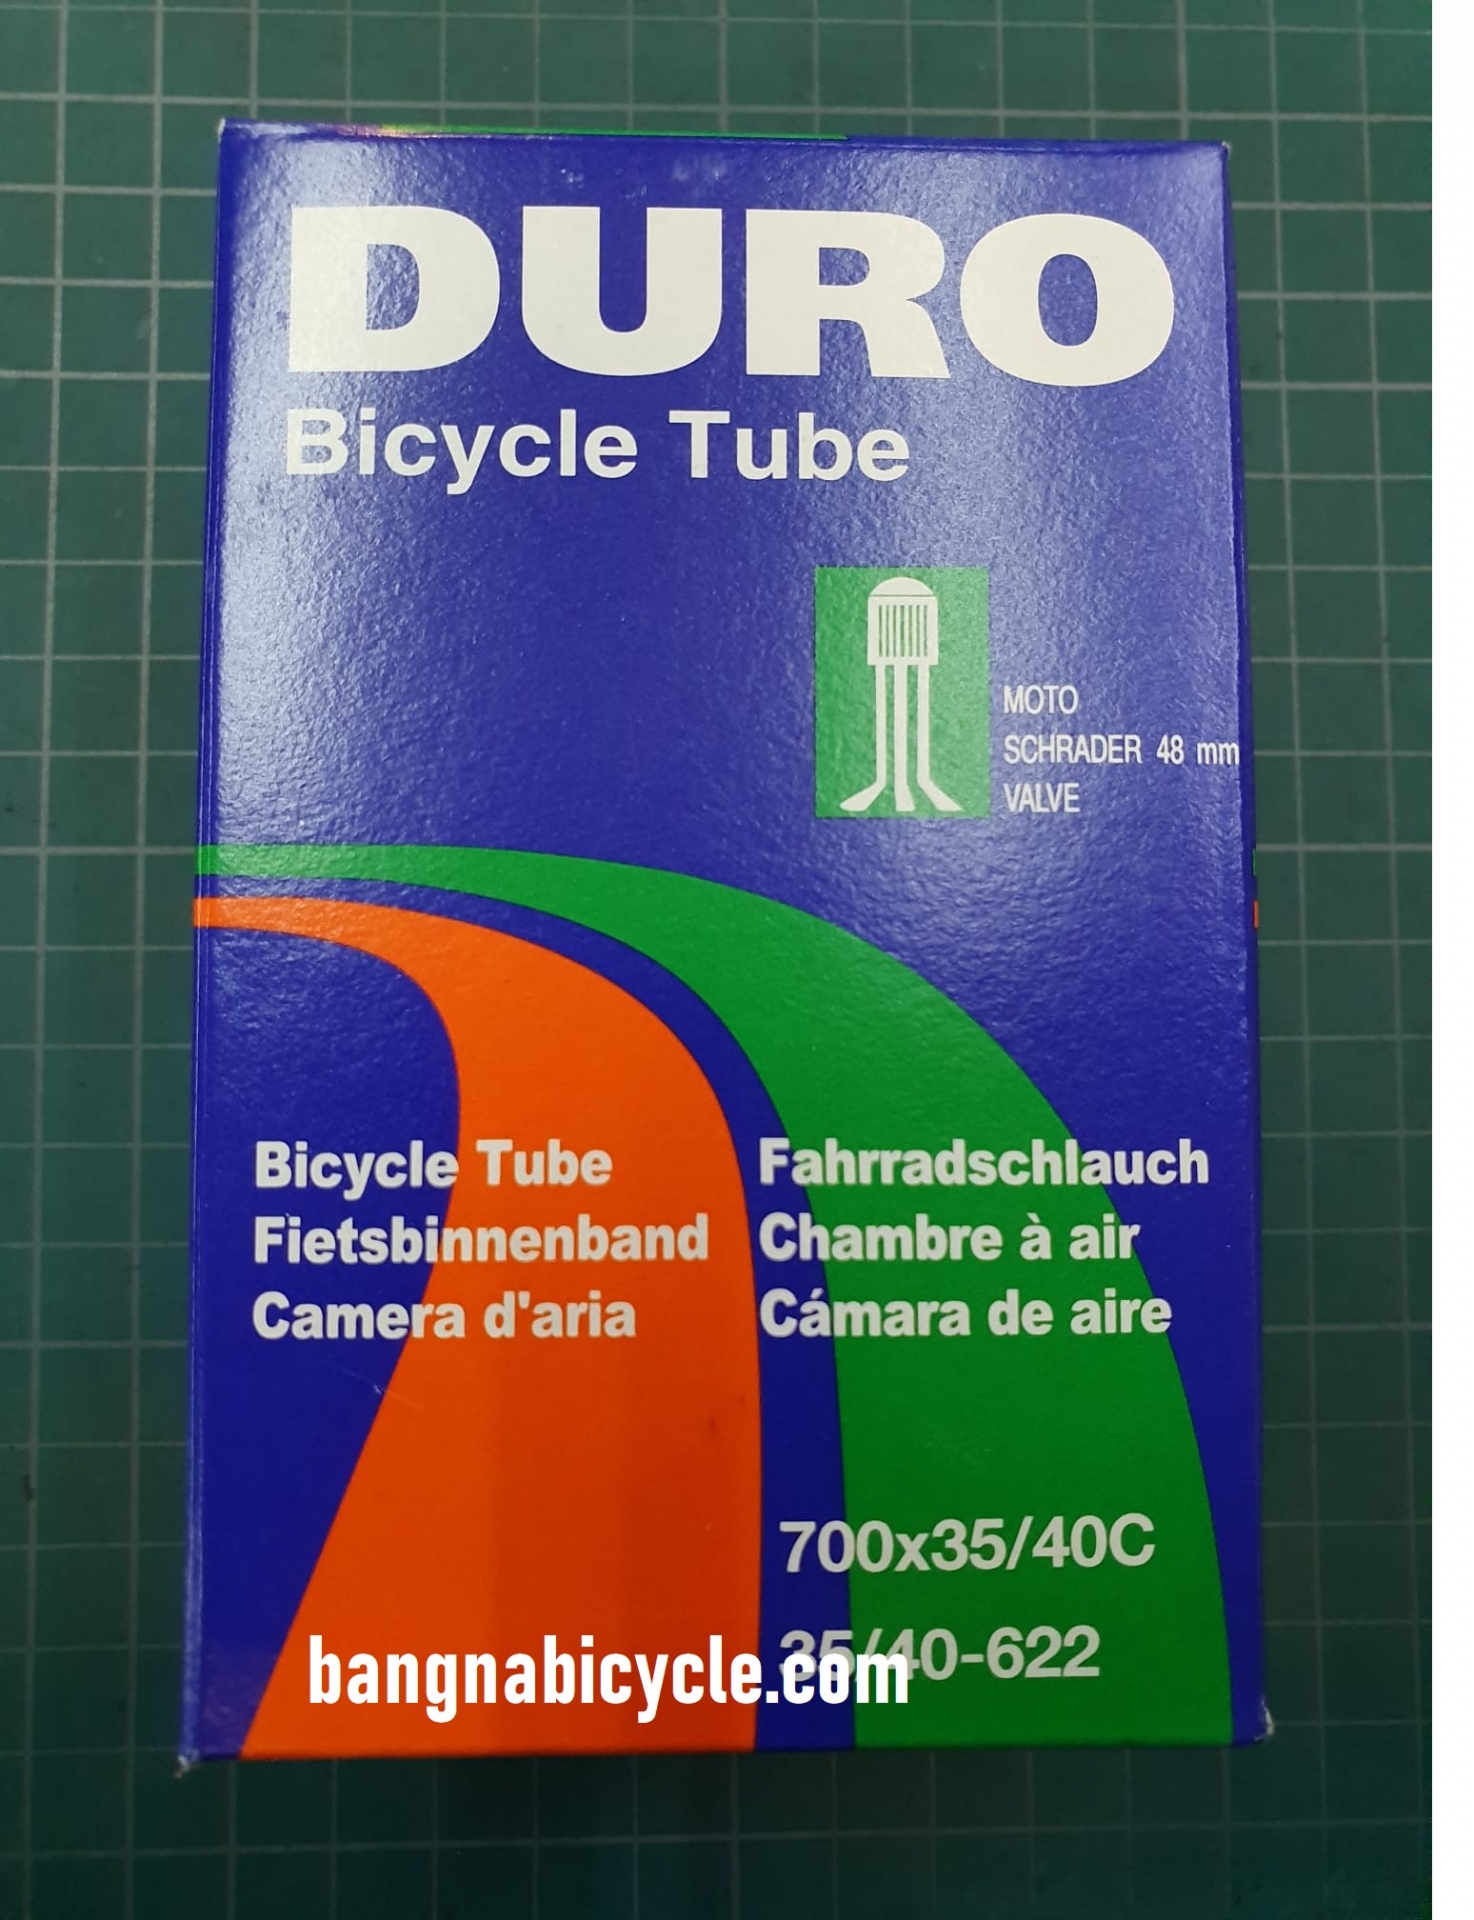 DURO
Bicycle Tube
MOTO
SCHRADER 48 mm
VALVE
Bicycle Tube
Fietsbinnenband
Camera d'aria
Fahrradschlauch
Chambre à air
Cámara de aire
700x35/40C
35/40-622
bangnabicycle.com